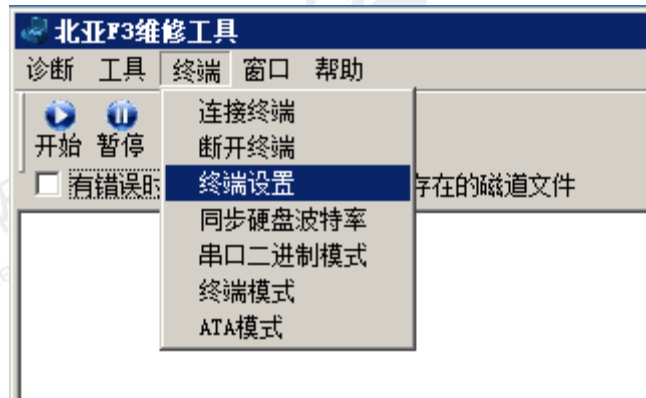 北亚F3维修工具
诊断 工具 终端 窗口 帮助
开始 暂停
连接终端
断开终端
终端设置
同步硬盘波特率
串口二进制模式
终端模式
ATA模式
有错误时 存在的磁道文件